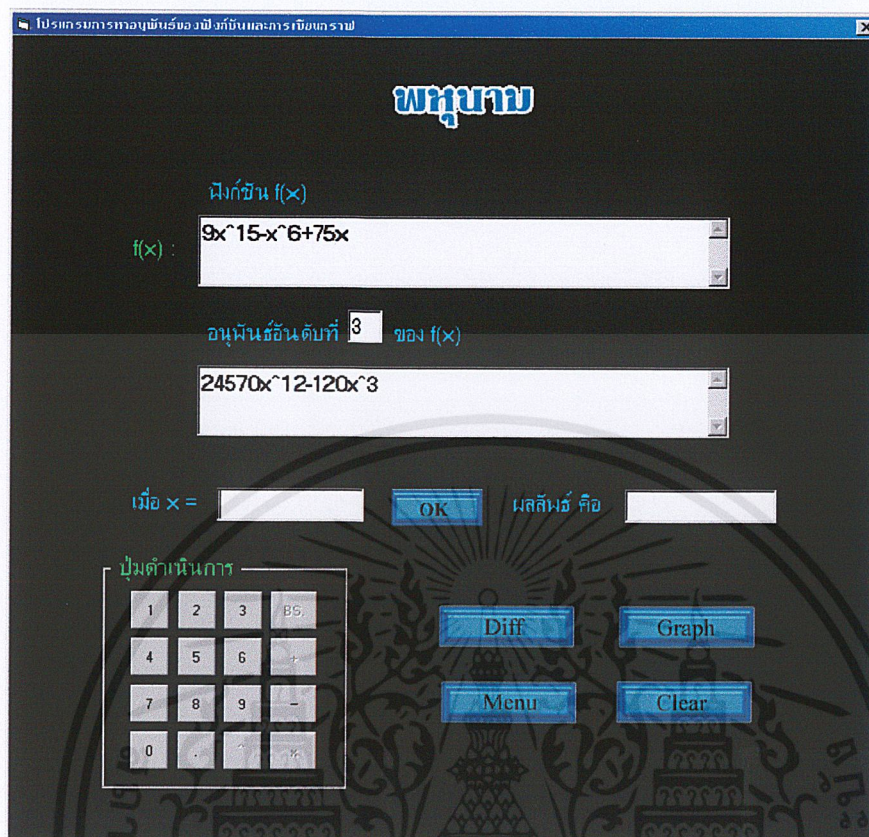 โปรแกรมการหาอนุพันธ์ของฟังก์ชันและการเขียนกราฟ
พหุนาม
ฟังก์ชัน f(x)
f(x) :
9x^15-x^6+75x
อนุพันธ์อันดับที่ 3 ของ f(x)
24570x^12-120x^3
เมื่อ x = OK ผลลัพธ์ คือ
ปุ่มดำเนินการ
1 2 3 BS.
4 5 6 +
7 8 9 -
0 . ^ x
Diff Graph
Menu Clear